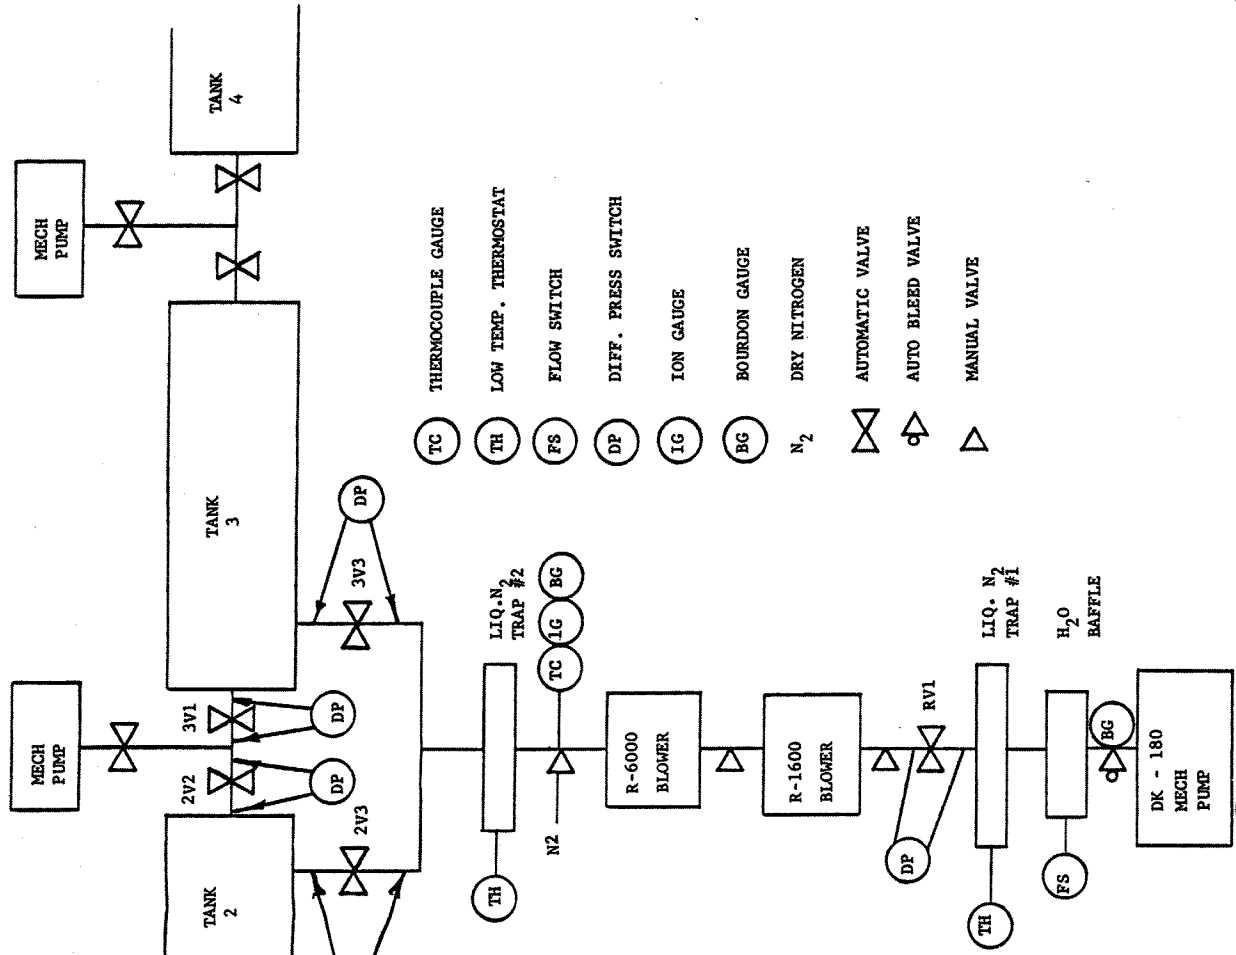 MECH
PUMP
TANK
4
MECH
PUMP
TANK
3
3V1
2V2
DP
DP
TANK
2
2V3
3V3
DP
LIQ.N2
TRAP #2
TH
TC
IG
BG
N2
R-6000
BLOWER
R-1600
BLOWER
RV1
DP
LIQ. N2
TRAP #1
TH
H2O
BAFFLE
FS
BG
DK - 180
MECH
PUMP
TC THERMOCOUPLE GAUGE
TH LOW TEMP. THERMOSTAT
FS FLOW SWITCH
DP DIFF. PRESS SWITCH
IG ION GAUGE
BG BOURDON GAUGE
N2 DRY NITROGEN
AUTOMATIC VALVE
AUTO BLEED VALVE
MANUAL VALVE